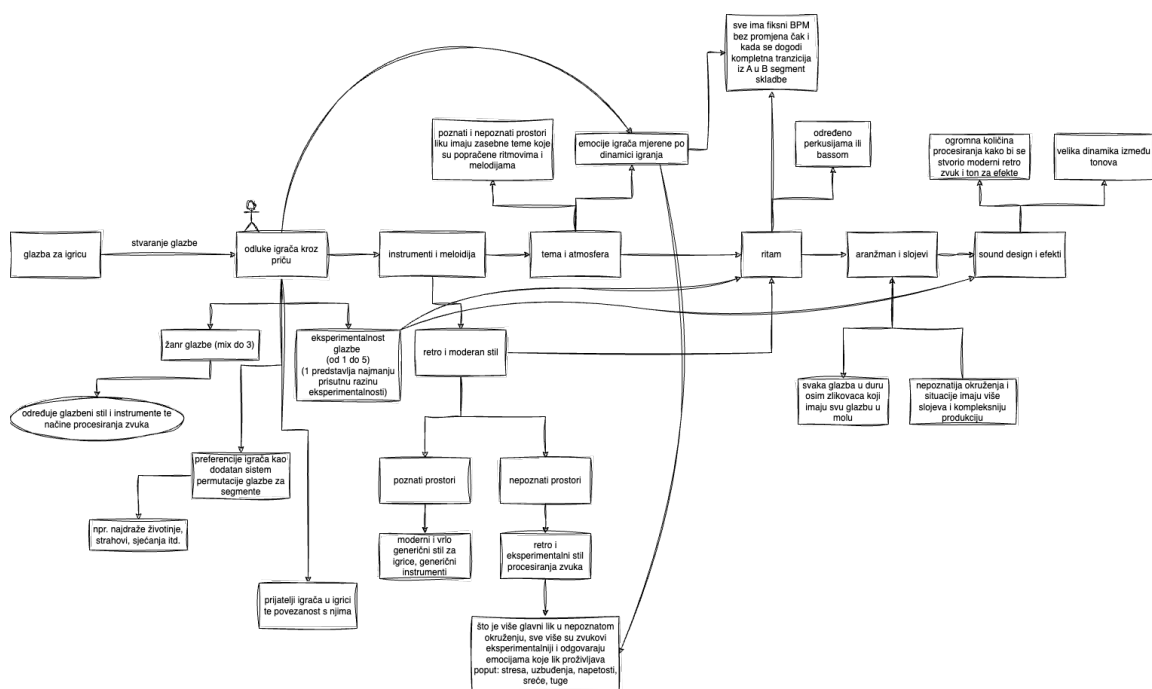 sve ima fiksni BPM
bez promjena čak i
kada se dogodi
kompletna tranzicija
iz A u B segment
skladbe
poznati i nepoznati prostori
liku imaju zasebne teme koje
su popraćene ritmovima i
melodijama
emocije igrača mjerene po
dinamici igranja
određeno
perkusijama ili
bassom
ogromna količina
procesiranja kako bi se
stvorio moderni retro
zvuk i ton za efekte
velika dinamika između
tonova
glazba za igricu
stvaranje glazbe
odluke igrača kroz
priču
instrumenti i meloidija
tema i atmosfera
ritam
aranžman i slojevi
sound design i efekti
žanr glazbe (mix do 3)
eksperimentalnost
glazbe
(od 1 do 5)
(1 predstavlja najmanju
prisutnu razinu
eksperimentalnosti)
retro i moderan stil
svaka glazba u duru
osim zlikovaca koji
imaju svu glazbu u
molu
nepoznatija okruženja i
situacije imaju više
slojeva i kompleksniju
produkciju
određuje glazbeni stil i instrumente te
načine procesiranja zvuka
preferencije igrača kao
dodatan sistem
permutacije glazbe za
segmente
poznati prostori
nepoznati prostori
npr. najdraže životinje,
strahovi, sjećanja itd.
moderni i vrlo
generični stil za
igrice, generični
instrumenti
retro i
eksperimentalni stil
procesiranja zvuka
prijatelji igrača u igrici
te povezanost s njima
što je više glavni lik u nepoznatom
okruženju, sve više su zvukovi
eksperimentalniji i odgovaraju
emocijama koje lik proživljava
poput: stresa, uzbuđenja, napetosti,
sreće, tuge